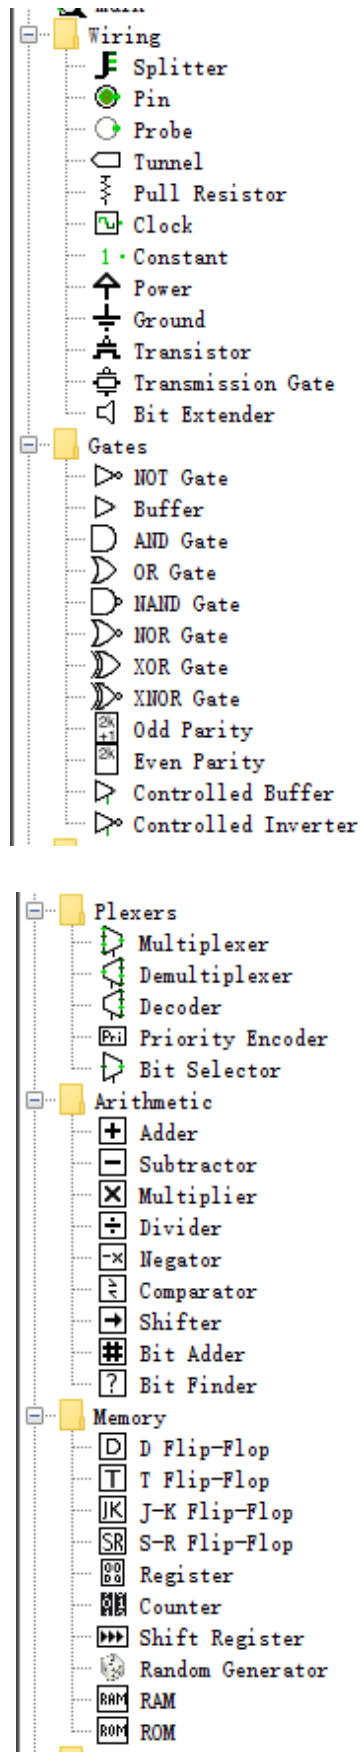 main
Wiring
Splitter
Pin
Probe
Tunnel
Pull Resistor
Clock
1 Constant
Power
Ground
Transistor
Transmission Gate
Bit Extender
Gates
NOT Gate
Buffer
AND Gate
OR Gate
NAND Gate
NOR Gate
XOR Gate
XNOR Gate
2k+1 Odd Parity
2k Even Parity
Controlled Buffer
Controlled Inverter
Plexers
Multiplexer
Demultiplexer
Decoder
Pri Priority Encoder
Bit Selector
Arithmetic
+ Adder
− Subtractor
× Multiplier
÷ Divider
-x Negator
Comparator
Shifter
# Bit Adder
? Bit Finder
Memory
D D Flip-Flop
T T Flip-Flop
JK J-K Flip-Flop
SR S-R Flip-Flop
Register
Counter
Shift Register
Random Generator
RAM RAM
ROM ROM